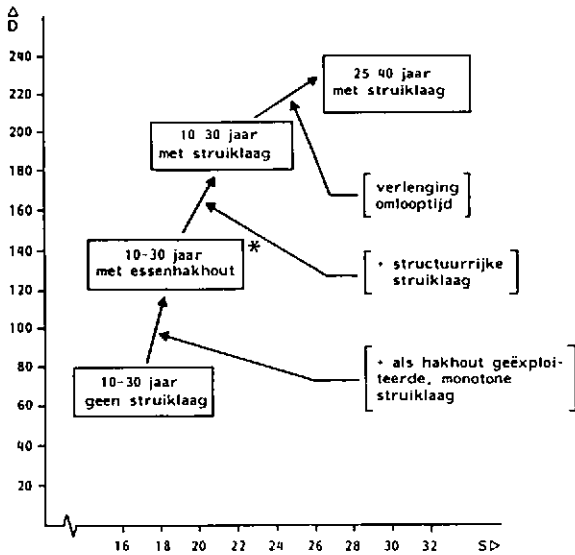 △
D
240
220
200
180
160
140
120
100
80
60
40
20
25 40 jaar
met struiklaag
10 30 jaar
met struiklaag
verlenging
omlooptijd
10-30 jaar
met essenhakhout
*
+ structuurrijke
struiklaag
10-30 jaar
geen struiklaag
+ als hakhout geëxploi-
teerde, monotone
struiklaag
16 18 20 22 24 26 28 30 32 S▷